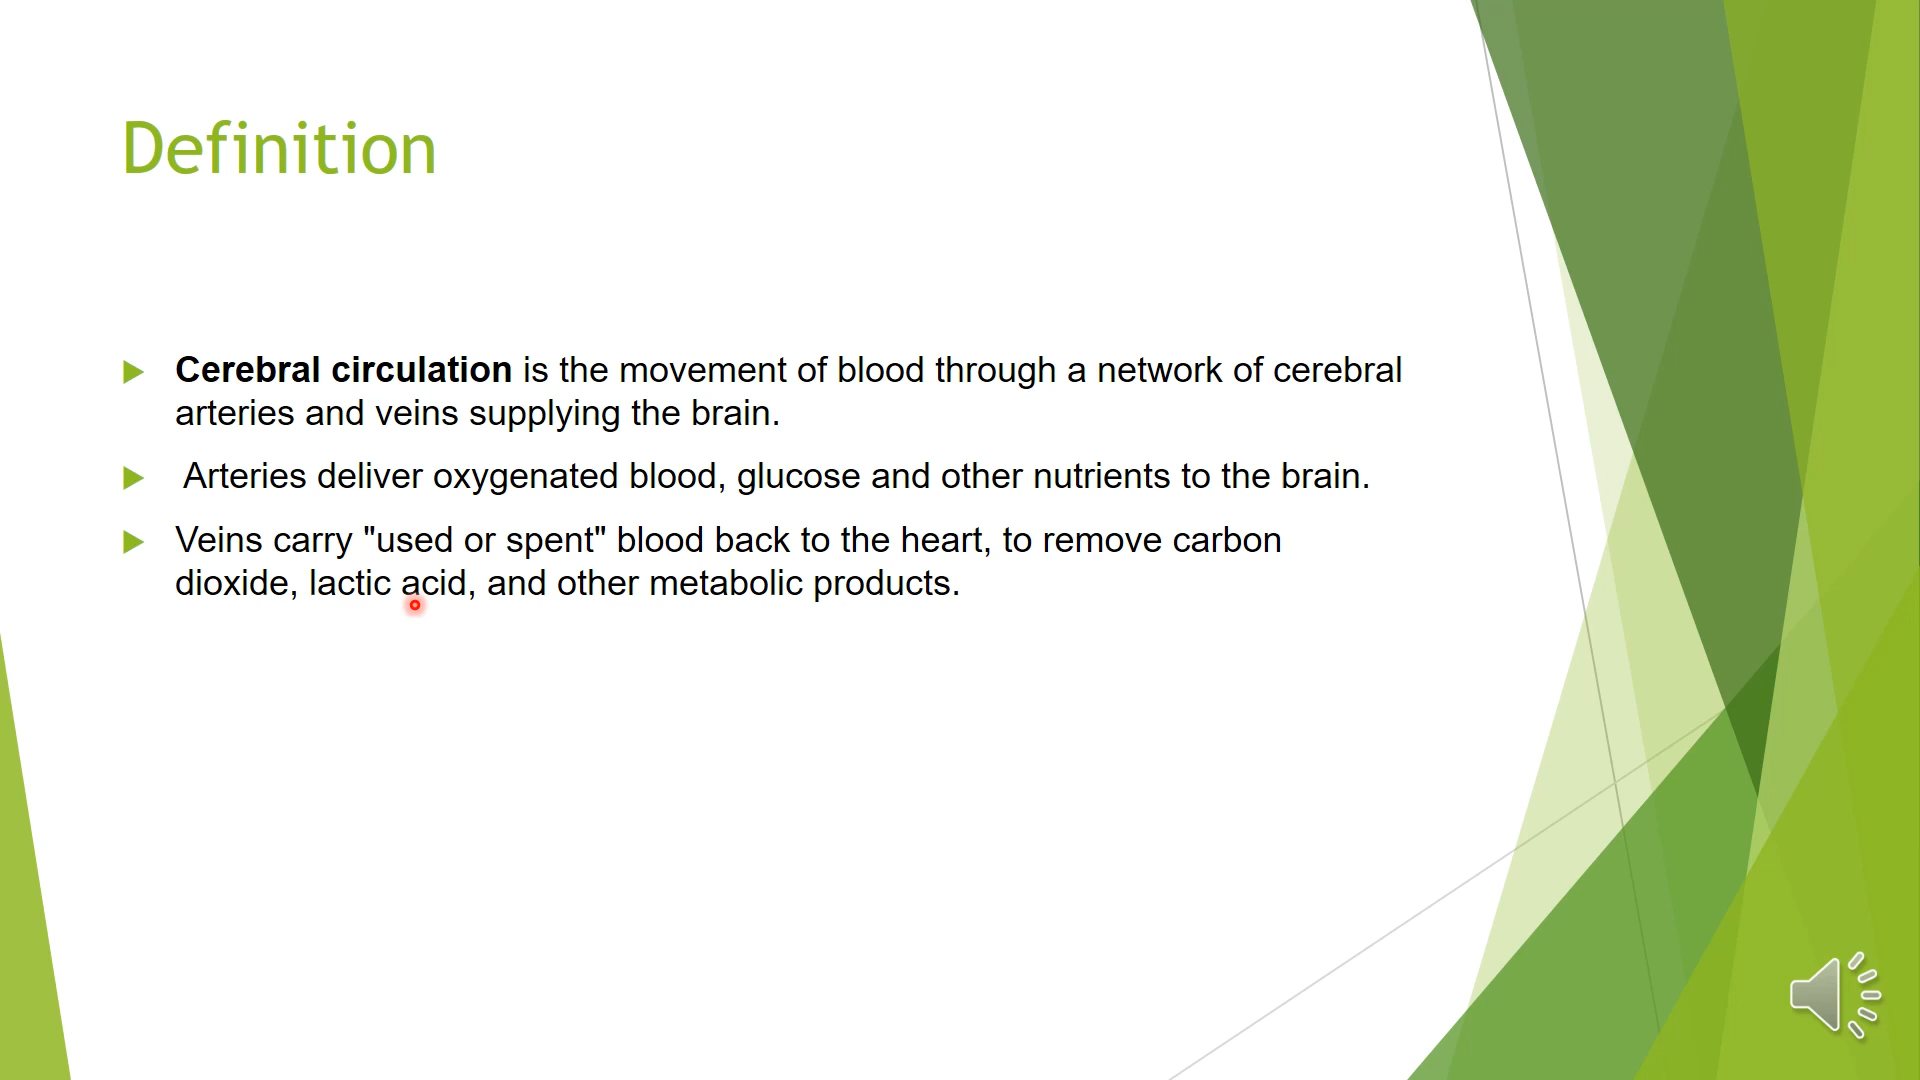 Definition
Cerebral circulation is the movement of blood through a network of cerebral
arteries and veins supplying the brain.
Arteries deliver oxygenated blood, glucose and other nutrients to the brain.
Veins carry "used or spent" blood back to the heart, to remove carbon
dioxide, lactic acid, and other metabolic products.